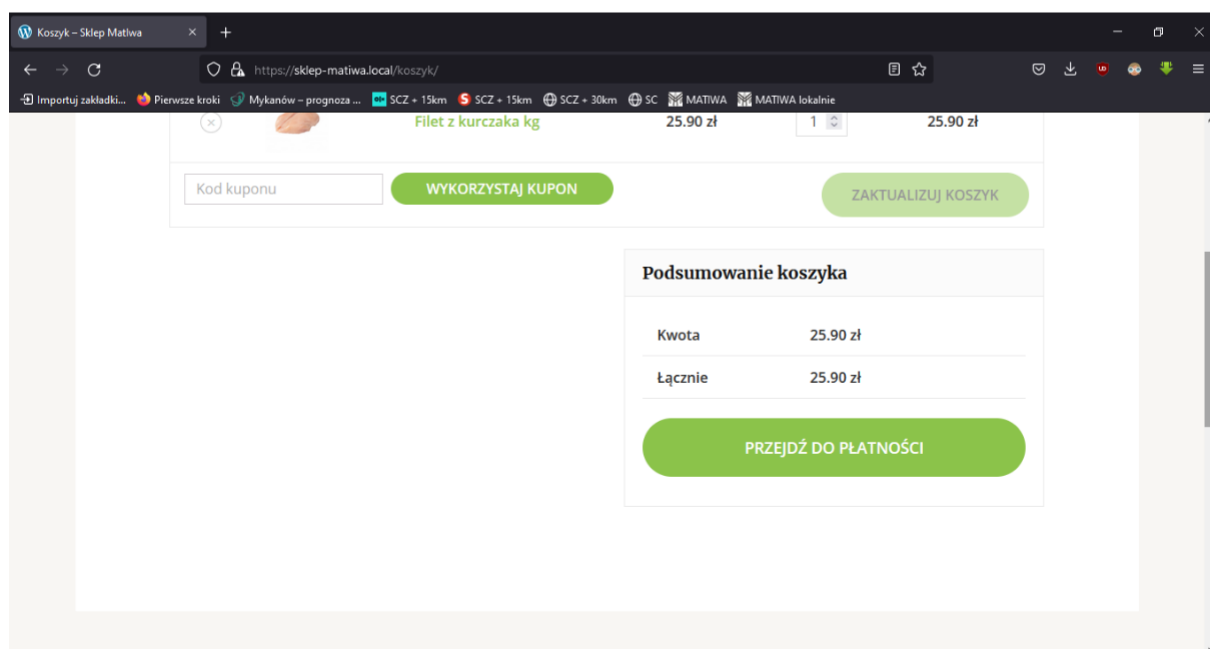 Koszyk – Sklep Matiwa
https://sklep-matiwa.local/koszyk/
Importuj zakładki... Pierwsze kroki Mykanów – prognoza ... SCZ + 15km SCZ + 15km SCZ + 30km SC MATIWA MATIWA lokalnie
Filet z kurczaka kg 25.90 zł 1 25.90 zł
Kod kuponu WYKORZYSTAJ KUPON ZAKTUALIZUJ KOSZYK
Podsumowanie koszyka
Kwota 25.90 zł
Łącznie 25.90 zł
PRZEJDŹ DO PŁATNOŚCI